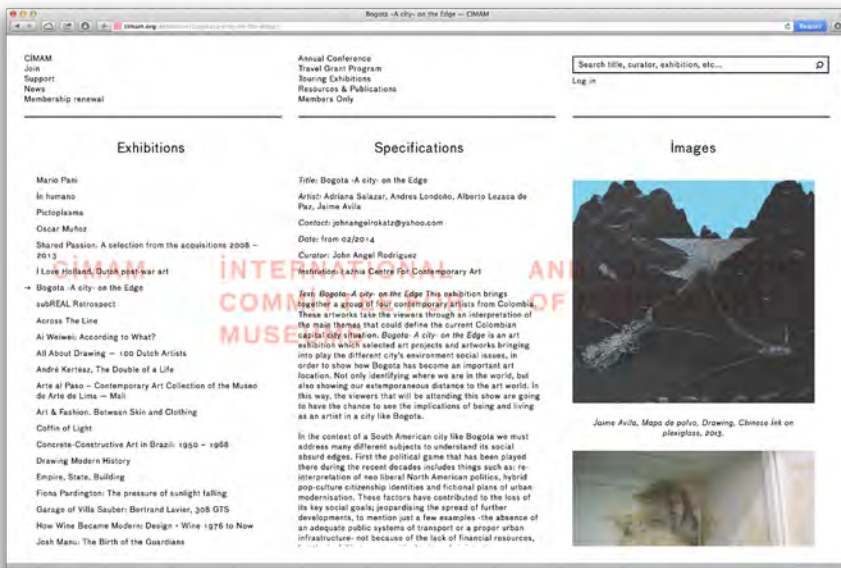 Bogota -A city- on the Edge — CIMAM
cimam.org
Reader
CİMAM
Join
Support
News
Membership renewal
Annual Conference
Travel Grant Program
Touring Exhibitions
Resources & Publications
Members Only
Search title, curator, exhibition, etc...
Log in
Exhibitions
Mario Pani
İn humano
Pictoplasma
Oscar Muñoz
Shared Passion. A selection from the acquisitions 2008 –
2013
I Love Holland. Dutch post-war art
→ Bogota -A city- on the Edge
subREAL Retrospect
Across The Line
Ai Weiwei: According to What?
All About Drawing — 100 Dutch Artists
André Kertész, The Double of a Life
Arte al Paso – Contemporary Art Collection of the Museo
de Arte de Lima — Mali
Art & Fashion. Between Skin and Clothing
Coffin of Light
Concrete-Constructive Art in Brazil: 1950 – 1968
Drawing Modern History
Empire, State, Building
Fiona Pardington: The pressure of sunlight falling
Garage of Villa Sauber: Bertrand Lavier, 308 GTS
How Wine Became Modern: Design + Wine 1976 to Now
Josh Manu: The Birth of the Guardians
Specifications
Title: Bogota -A city- on the Edge
Artist: Adriana Salazar, Andres Londoño, Alberto Lezaca de
Paz, Jaime Avila
Contact: johnangelrokatz@yahoo.com
Date: from 02/2014
Curator: John Angel Rodriguez
Institution: Łaźnia Centre For Contemporary Art
Text: Bogota -A city- on the Edge This exhibition brings
together a group of four contemporary artists from Colombia.
These artworks take the viewers through an interpretation of
the main themes that could define the current Colombian
capital city situation. Bogota -A city- on the Edge is an art
exhibition which selected art projects and artworks bringing
into play the different city's environment social issues, in
order to show how Bogota has become an important art
location. Not only identifying where we are in the world, but
also showing our extemporaneous distance to the art world. In
this way, the viewers that will be attending this show are going
to have the chance to see the implications of being and living
as an artist in a city like Bogota.
In the context of a South American city like Bogota we must
address many different subjects to understand its social
absurd edges. First the political game that has been played
there during the recent decades includes things such as: re-
interpretation of neo liberal North American politics, hybrid
pop-culture citizenship identities and fictional plans of urban
modernisation. These factors have contributed to the loss of
its key social goals; jeopardising the spread of further
developments, to mention just a few examples -the absence of
an adequate public systems of transport or a proper urban
infrastructure- not because of the lack of financial resources,
İmages
Jaime Avila, Mapa de polvo, Drawing, Chinese Ink on
plexiglass, 2013.
CİMAM
İNTERNATİONAL
COMMİTTEE FOR
MUSEUMS
AND
OF